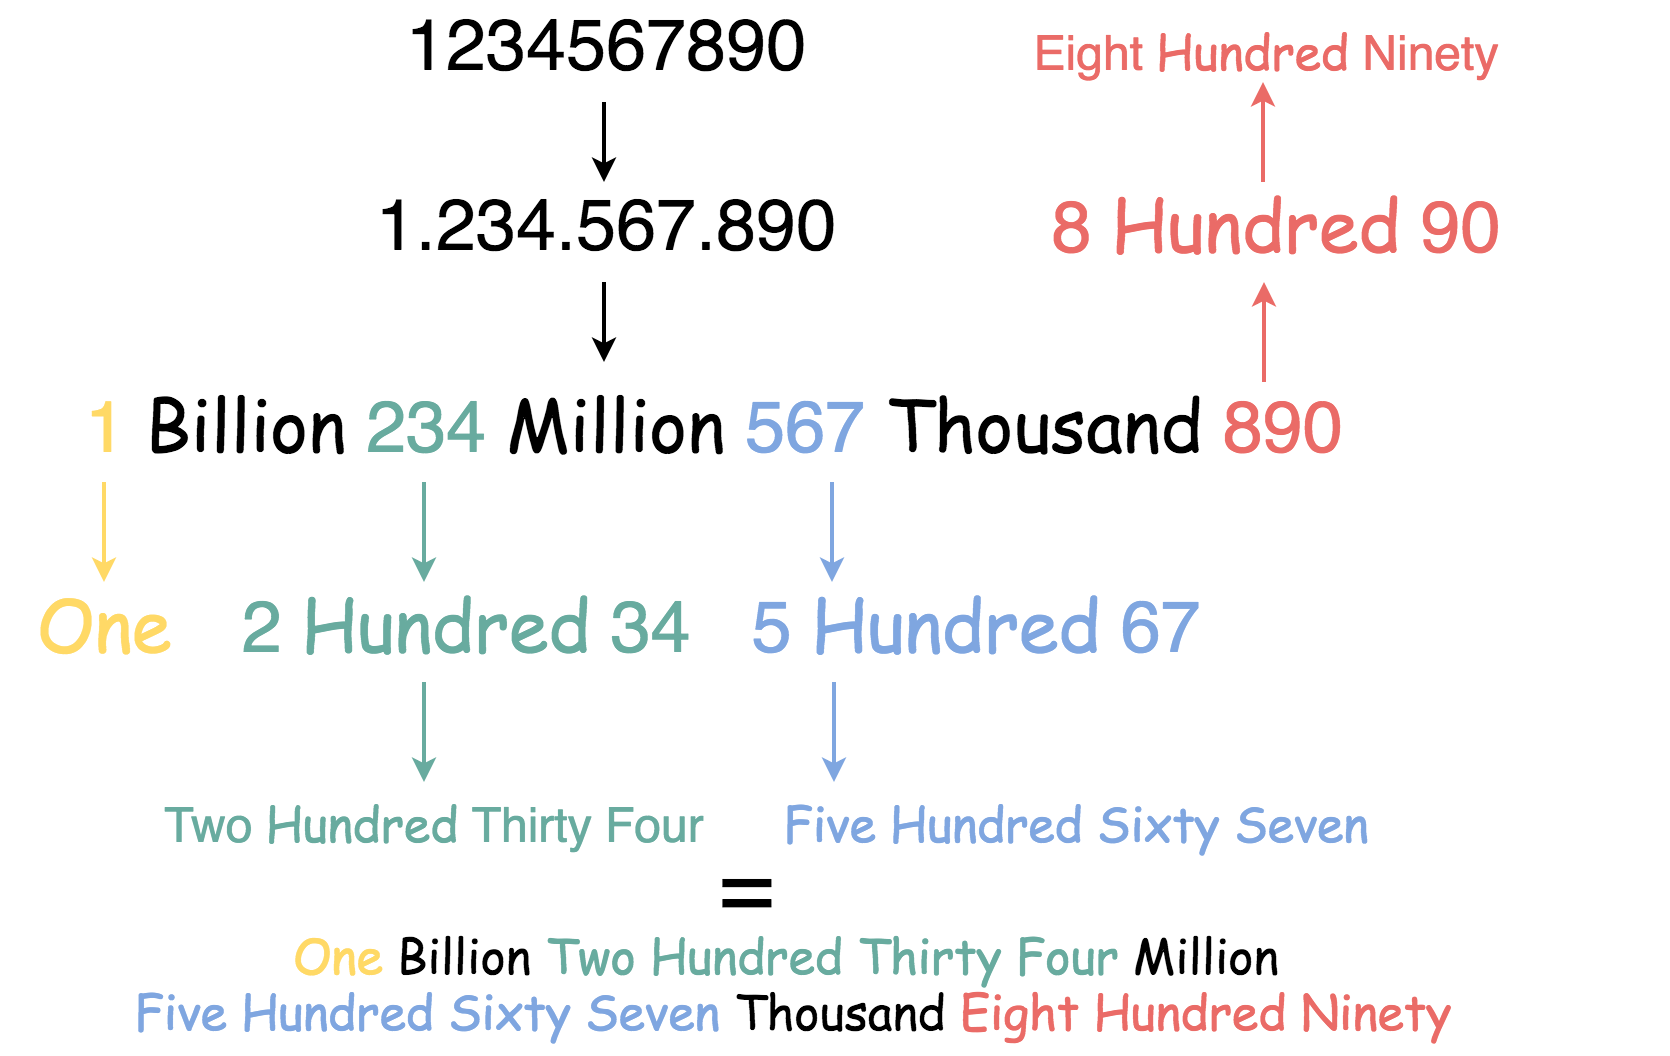 1234567890
Eight Hundred Ninety
1.234.567.890
8 Hundred 90
1 Billion 234 Million 567 Thousand 890
One 2 Hundred 34 5 Hundred 67
Two Hundred Thirty Four Five Hundred Sixty Seven
=
One Billion Two Hundred Thirty Four Million
Five Hundred Sixty Seven Thousand Eight Hundred Ninety